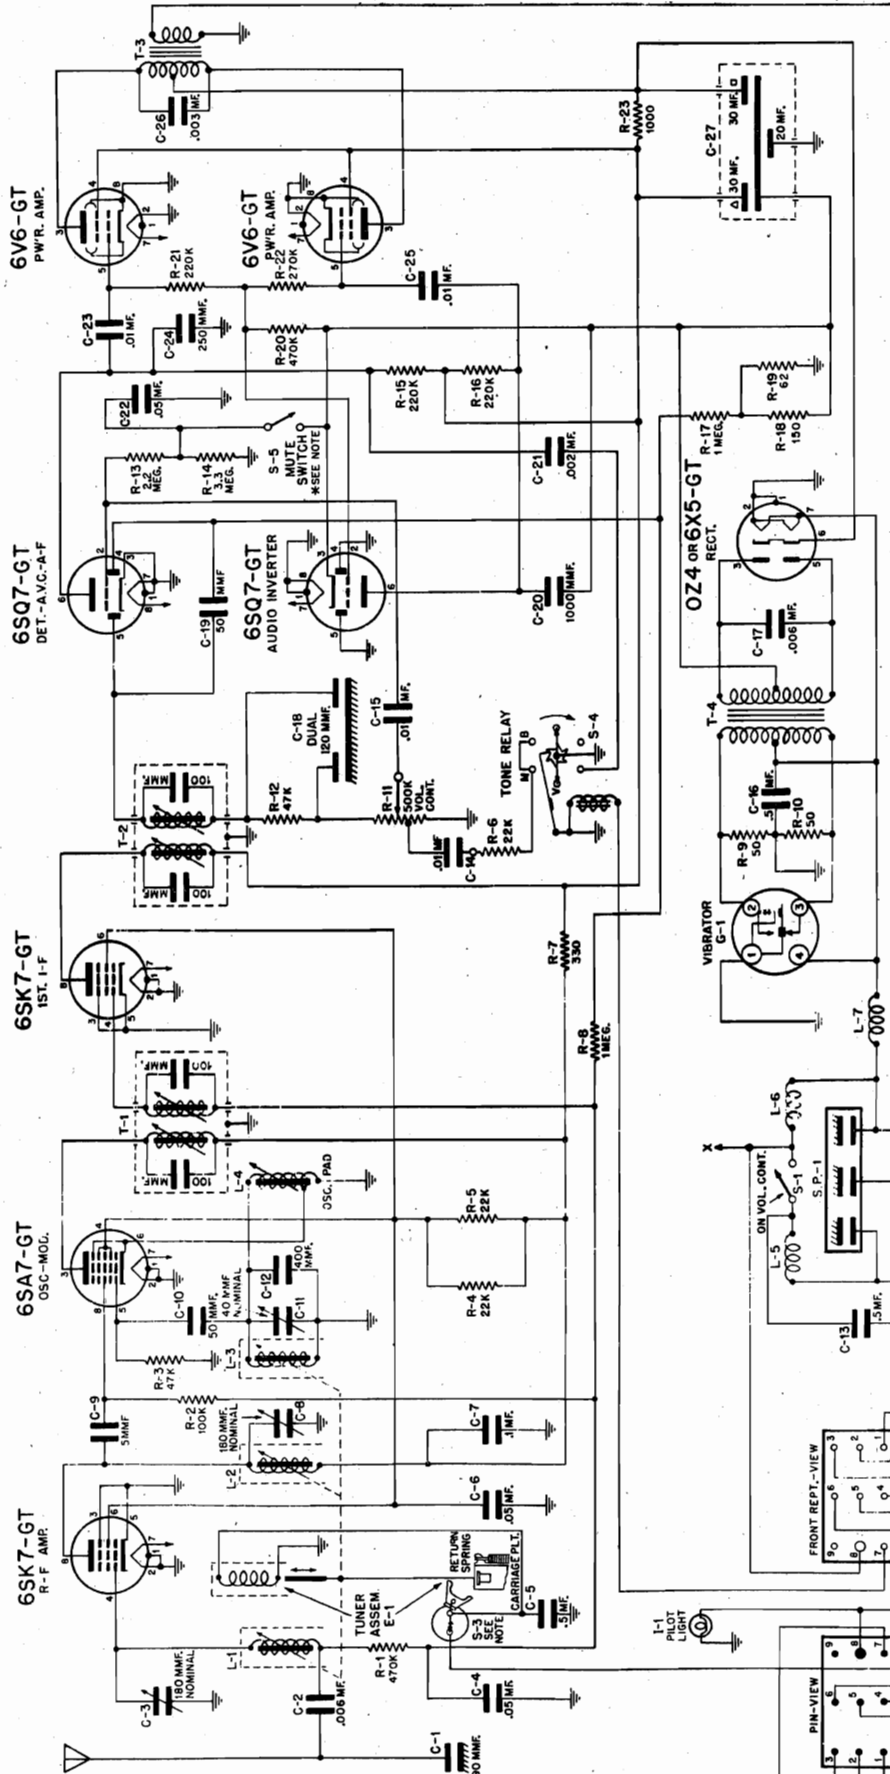 6SK7-GT
R-F AMP.
6SA7-GT
OSC-MOD.
6SK7-GT
1ST. I-F
6SQ7-GT
DET.-A.V.C.-A-F
6V6-GT
PW'R. AMP.
6V6-GT
PW'R. AMP.
6SQ7-GT
AUDIO INVERTER
OZ4 OR 6X5-GT
RECT.
T-3
C-26
.003 MF.
R-23
1000
C-27
30 MF.
△ 30 MF.
20 MF.
R-21
220K
R-22
270K
C-25
.01 MF.
C-23
.01 MF.
C-24
250 MMF.
R-20
470K
C-22
.05 MF.
R-15
220K
R-16
220K
R-19
62
R-17
1 MEG.
R-18
150
R-13
2.2
MEG.
R-14
3.3
MEG.
S-5
MUTE
SWITCH
*SEE NOTE
C-21
.002 MF.
C-19
50 MMF
C-20
1000 MMF.
C-17
.006 MF.
C-18
DUAL
120 MMF.
C-15
.01 MF.
T-4
T-2
100 MMF.
100 MMF.
R-12
47K
R-11
500K
VOL.
CONT.
TONE RELAY
M
B
V
S-4
.01 MF
C-14
R-6
22K
C-16
.5 MF.
R-9
50
R-10
50
VIBRATOR
G-1
1
2
3
4
R-7
330
R-8
1 MEG.
L-7
T-1
100 MMF.
100 MMF.
L-4
OSC. PAD
L-6
X
ON VOL. CONT.
S-1
S.P.-1
L-5
R-5
22K
R-4
22K
C-10
50 MMF.
40 MMF
NOMINAL
C-12
400
MMF.
C-11
L-3
R-3
47K
C-13
.5 MF.
C-9
5MMF
R-2
100K
180 MMF.
NOMINAL
C-8
L-2
C-7
.1 MF.
C-6
.05 MF.
FRONT REPT.-VIEW
RETURN
SPRING
CARRIAGE PLT.
TUNER
ASSEM.
E-1
S-3
SEE
NOTE
C-5
.5 MF.
I-1
PILOT
LIGHT
L-1
R-1
470K
C-3
180 MMF.
NOMINAL
C-2
.006 MF.
C-4
.05 MF.
PIN-VIEW
C-1